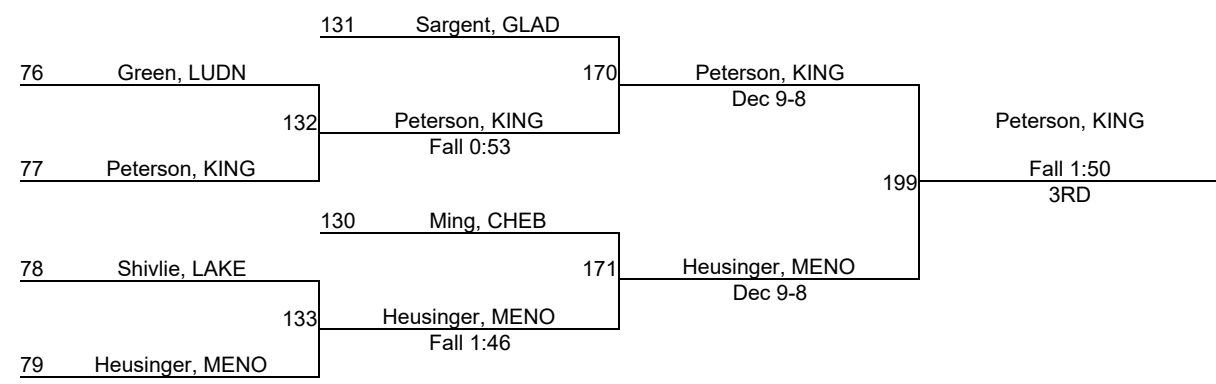 131 Sargent, GLAD
76 Green, LUDN
170 Peterson, KING
Dec 9-8
132 Peterson, KING
Fall 0:53
Peterson, KING
77 Peterson, KING
199 Fall 1:50
3RD
130 Ming, CHEB
78 Shivlie, LAKE
171 Heusinger, MENO
Dec 9-8
133 Heusinger, MENO
Fall 1:46
79 Heusinger, MENO